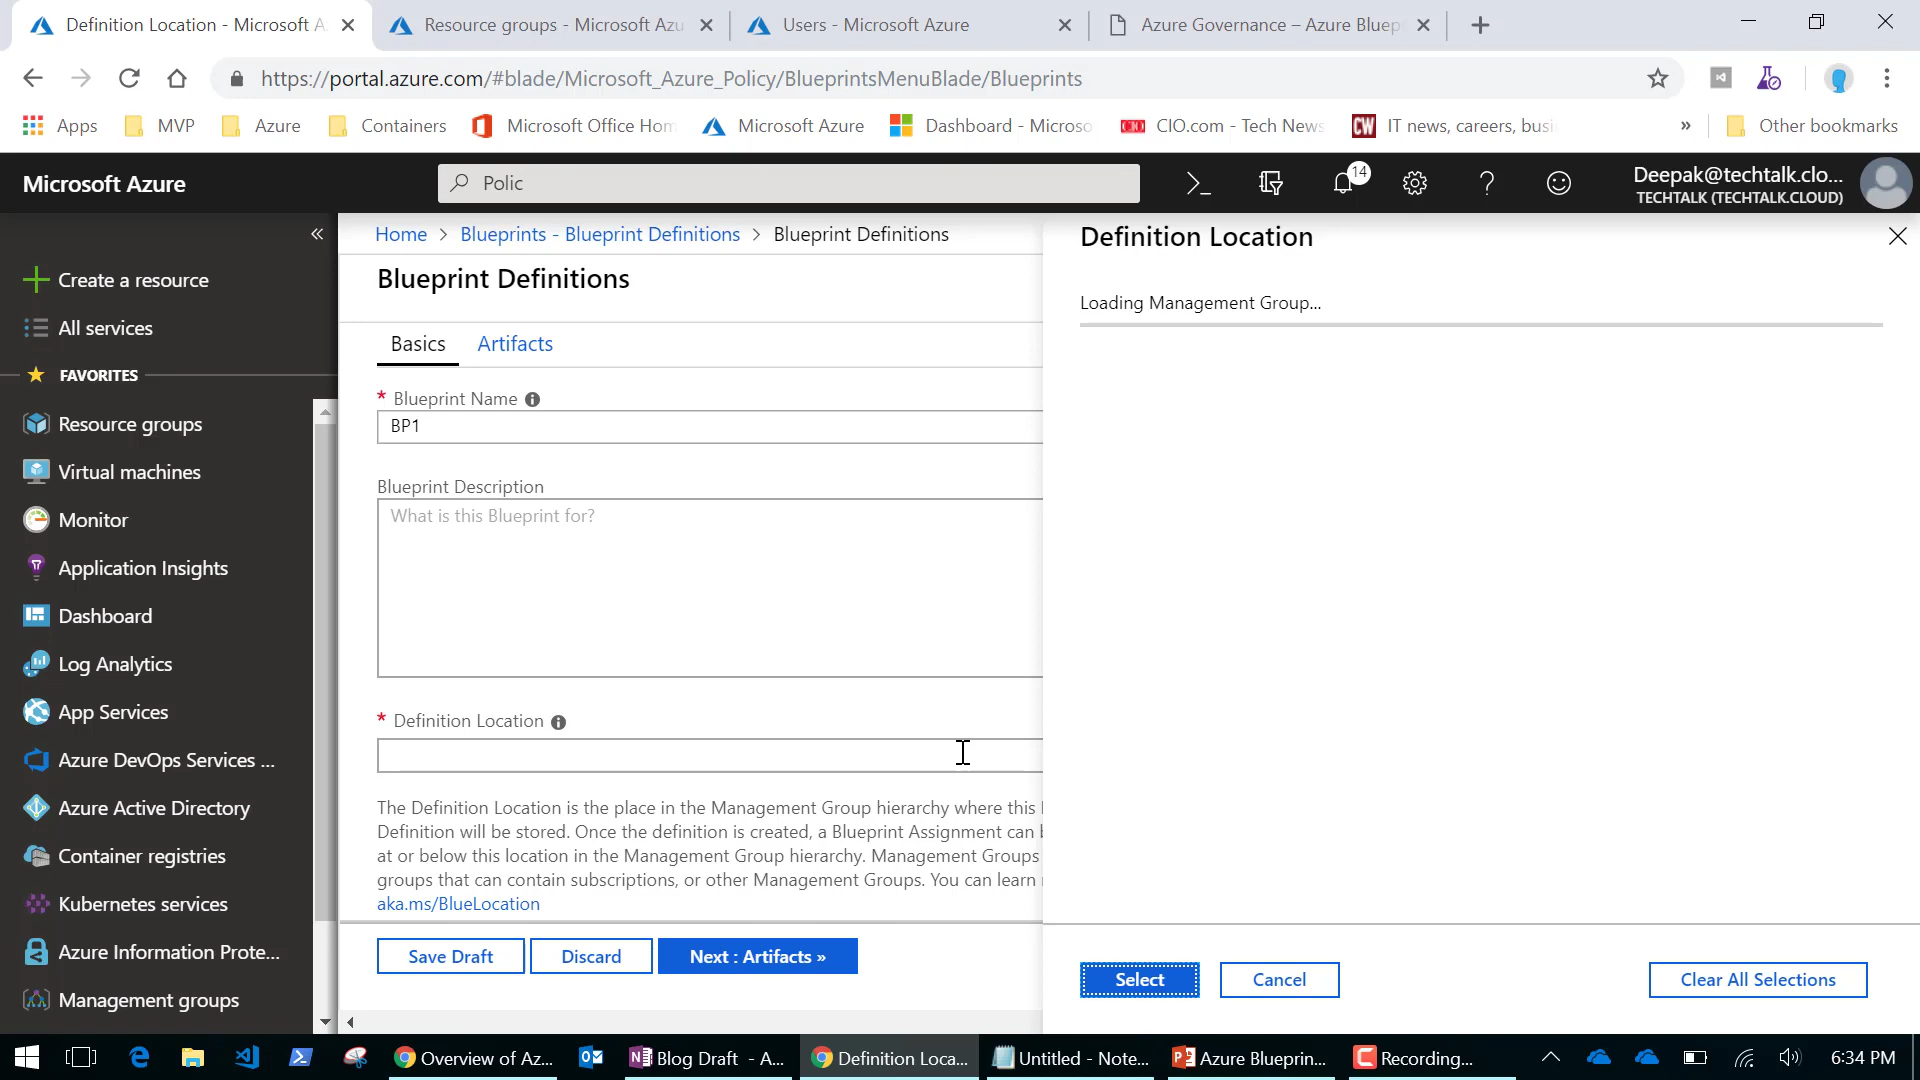 Definition Location - Microsoft A
Resource groups - Microsoft Azu
Users - Microsoft Azure
Azure Governance – Azure Bluep
https://portal.azure.com/#blade/Microsoft_Azure_Policy/BlueprintsMenuBlade/Blueprints
Apps
MVP
Azure
Containers
Microsoft Office Hom
Microsoft Azure
Dashboard - Microso
CIO.com - Tech News
CW
IT news, careers, busi
»
Other bookmarks
Microsoft Azure
Polic
14
Deepak@techtalk.clo...
TECHTALK (TECHTALK.CLOUD)
«
Create a resource
All services
FAVORITES
Resource groups
Virtual machines
Monitor
Application Insights
Dashboard
Log Analytics
App Services
Azure DevOps Services ...
Azure Active Directory
Container registries
Kubernetes services
Azure Information Prote...
Management groups
Home > Blueprints - Blueprint Definitions > Blueprint Definitions
Blueprint Definitions
Basics
Artifacts
* Blueprint Name
BP1
Blueprint Description
What is this Blueprint for?
* Definition Location
The Definition Location is the place in the Management Group hierarchy where this
Definition will be stored. Once the definition is created, a Blueprint Assignment can
at or below this location in the Management Group hierarchy. Management Groups
groups that can contain subscriptions, or other Management Groups. You can learn
aka.ms/BlueLocation
Save Draft
Discard
Next : Artifacts »
Definition Location
Loading Management Group...
Select
Cancel
Clear All Selections
Overview of Az...
Blog Draft - A...
Definition Loca...
Untitled - Note...
Azure Blueprin...
Recording...
6:34 PM